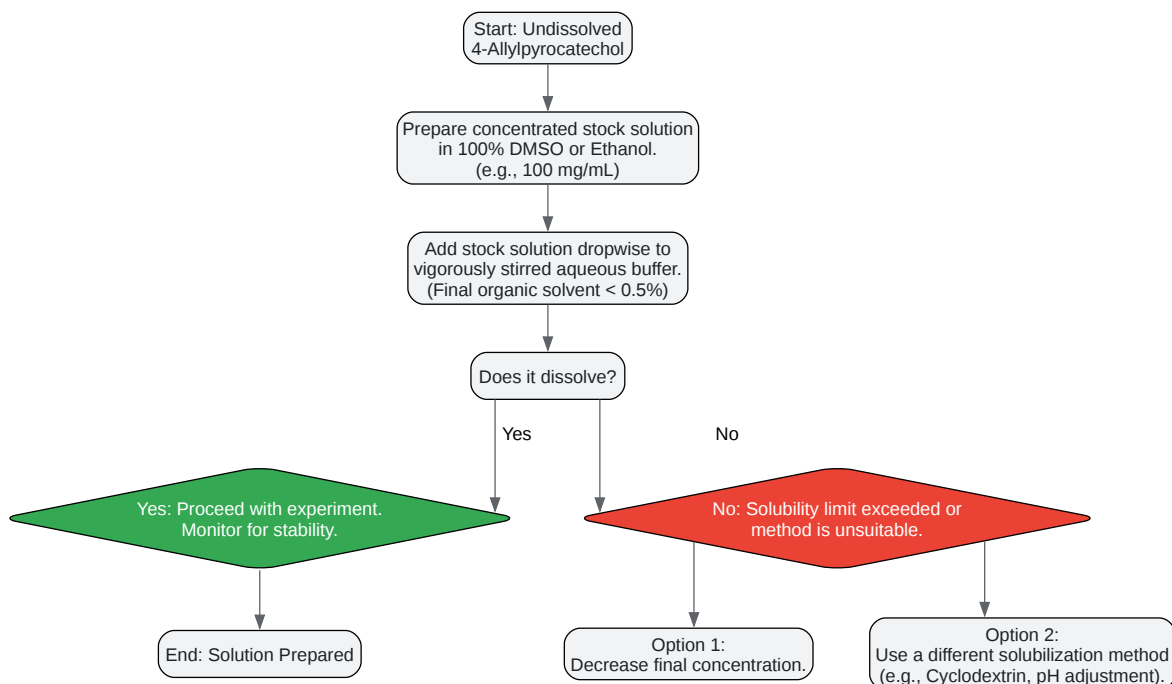 Start: Undissolved
4-Allylpyrocatechol
Prepare concentrated stock solution
in 100% DMSO or Ethanol.
(e.g., 100 mg/mL)
Add stock solution dropwise to
vigorously stirred aqueous buffer.
(Final organic solvent < 0.5%)
Does it dissolve?
Yes
No
Yes: Proceed with experiment.
Monitor for stability.
No: Solubility limit exceeded or
method is unsuitable.
End: Solution Prepared
Option 1:
Decrease final concentration.
Option 2:
Use a different solubilization method
(e.g., Cyclodextrin, pH adjustment).